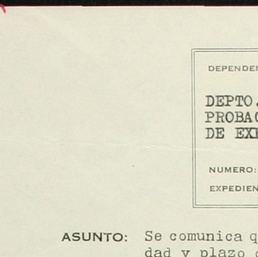 DEPENDEN
DEPTO.
PROBAC
DE EXP
NUMERO:
EXPEDIEN
ASUNTO: Se comunica q
dad y plazo